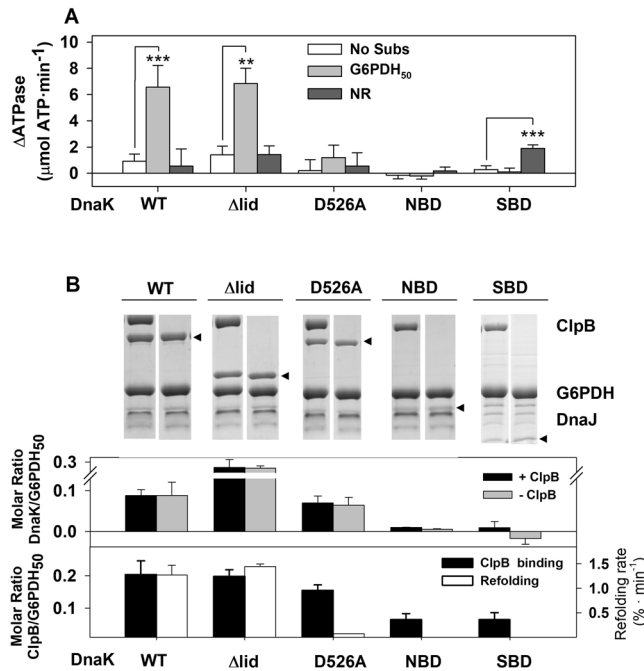 A
No Subs
G6PDH50
NR
ΔATPase
(μmol ATP·min-1)
10
8
6
4
2
0
***
**
***
DnaK WT Δlid D526A NBD SBD
B
WT Δlid D526A NBD SBD
ClpB
G6PDH
DnaJ
Molar Ratio
DnaK/G6PDH50
0.3
0.1
0.0
+ ClpB
- ClpB
Molar Ratio
ClpB/G6PDH50
0.2
0.1
ClpB binding
Refolding
1.5
1.0
0.5
Refolding rate
(% · min-1)
DnaK WT Δlid D526A NBD SBD